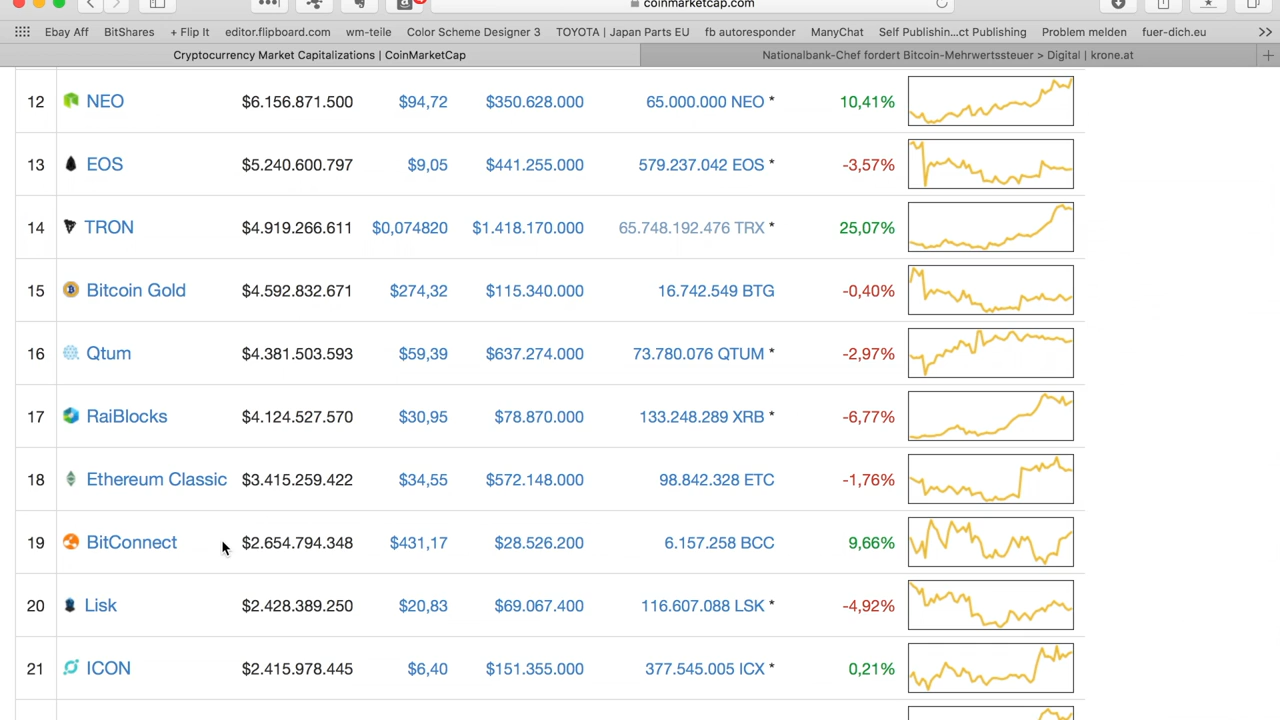 coinmarketcap.com
Ebay Aff BitShares + Flip It editor.flipboard.com wm-teile Color Scheme Designer 3 TOYOTA | Japan Parts EU fb autoresponder ManyChat Self Publishin...ct Publishing Problem melden fuer-dich.eu >>
Cryptocurrency Market Capitalizations | CoinMarketCap Nationalbank-Chef fordert Bitcoin-Mehrwertssteuer > Digital | krone.at +
12 NEO $6.156.871.500 $94,72 $350.628.000 65.000.000 NEO * 10,41%
13 EOS $5.240.600.797 $9,05 $441.255.000 579.237.042 EOS * -3,57%
14 TRON $4.919.266.611 $0,074820 $1.418.170.000 65.748.192.476 TRX * 25,07%
15 Bitcoin Gold $4.592.832.671 $274,32 $115.340.000 16.742.549 BTG -0,40%
16 Qtum $4.381.503.593 $59,39 $637.274.000 73.780.076 QTUM * -2,97%
17 RaiBlocks $4.124.527.570 $30,95 $78.870.000 133.248.289 XRB * -6,77%
18 Ethereum Classic $3.415.259.422 $34,55 $572.148.000 98.842.328 ETC -1,76%
19 BitConnect $2.654.794.348 $431,17 $28.526.200 6.157.258 BCC 9,66%
20 Lisk $2.428.389.250 $20,83 $69.067.400 116.607.088 LSK * -4,92%
21 ICON $2.415.978.445 $6,40 $151.355.000 377.545.005 ICX * 0,21%